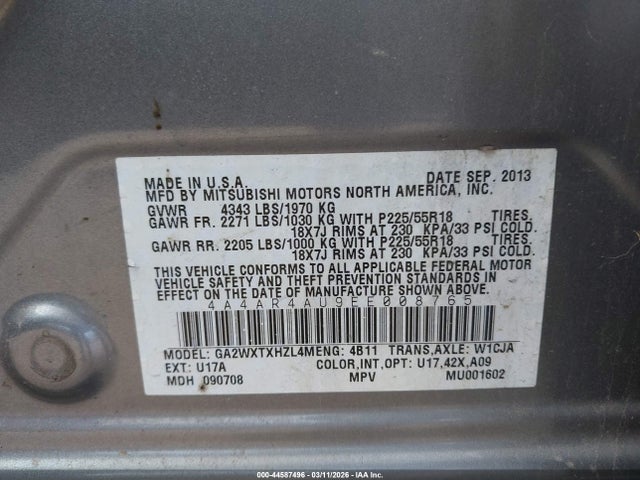 MADE IN U.S.A. DATE SEP. 2013
MFD BY MITSUBISHI MOTORS NORTH AMERICA, INC.
GVWR 4343 LBS/1970 KG
GAWR FR. 2271 LBS/1030 KG WITH P225/55R18 TIRES,
18X7J RIMS AT 230 KPA/33 PSI COLD.
GAWR RR. 2205 LBS/1000 KG WITH P225/55R18 TIRES,
18X7J RIMS AT 230 KPA/33 PSI COLD.
THIS VEHICLE CONFORMS TO ALL APPLICABLE FEDERAL MOTOR
VEHICLE SAFETY AND THEFT PREVENTION STANDARDS IN
EFFECT ON THE DATE OF MANUFACTURE SHOWN ABOVE.
4A4AR4AU9EE008765
MODEL: GA2WXTXHZL4MENG: 4B11 TRANS,AXLE: W1CJA
EXT: U17A COLOR,INT,OPT: U17,42X,A09
MDH 090708 MPV MU001602
000-44587496 - 03/11/2026 - IAA Inc.